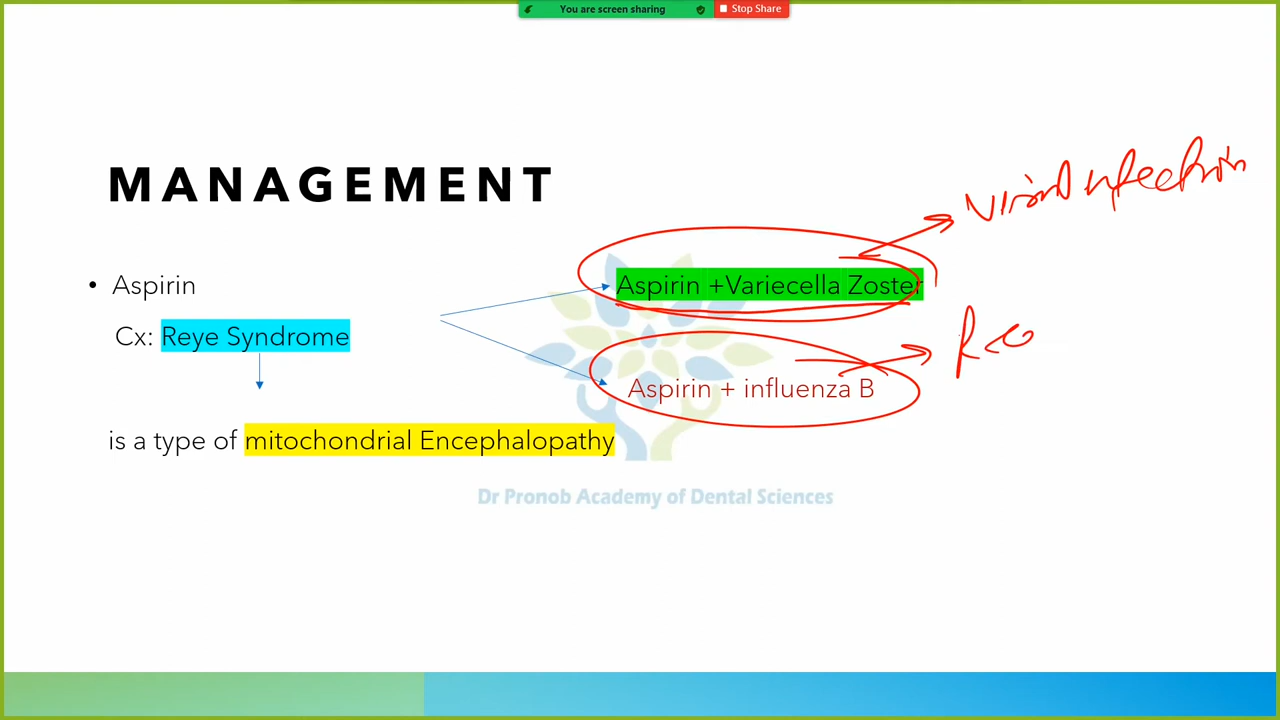 You are screen sharing Stop Share
MANAGEMENT
Viral infection
• Aspirin
Aspirin +Variecella Zoster
Cx: Reye Syndrome
Aspirin + influenza B
is a type of mitochondrial Encephalopathy
Dr Pronob Academy of Dental Sciences